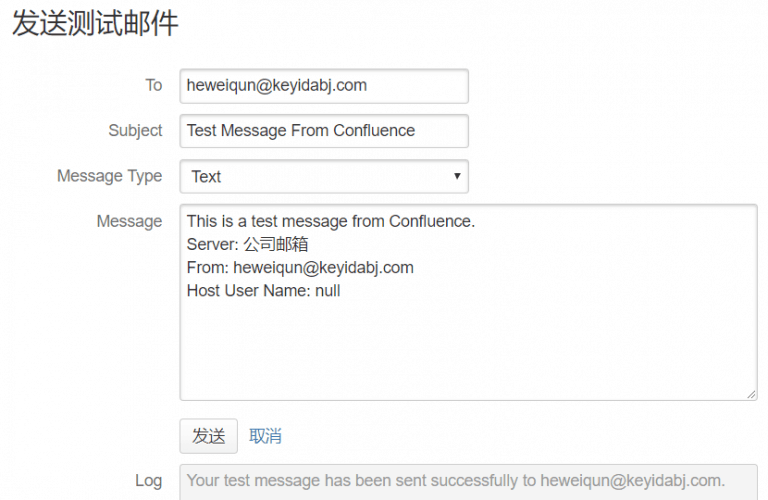 发送测试邮件
To heweiqun@keyidabj.com
Subject Test Message From Confluence
Message Type Text
Message This is a test message from Confluence.
Server: 公司邮箱
From: heweiqun@keyidabj.com
Host User Name: null
发送 取消
Log Your test message has been sent successfully to heweiqun@keyidabj.com.